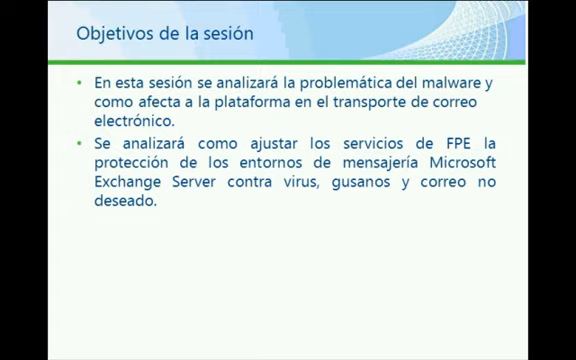 Objetivos de la sesión
• En esta sesión se analizará la problemática del malware y
como afecta a la plataforma en el transporte de correo
electrónico.
• Se analizará como ajustar los servicios de FPE la
protección de los entornos de mensajería Microsoft
Exchange Server contra virus, gusanos y correo no
deseado.